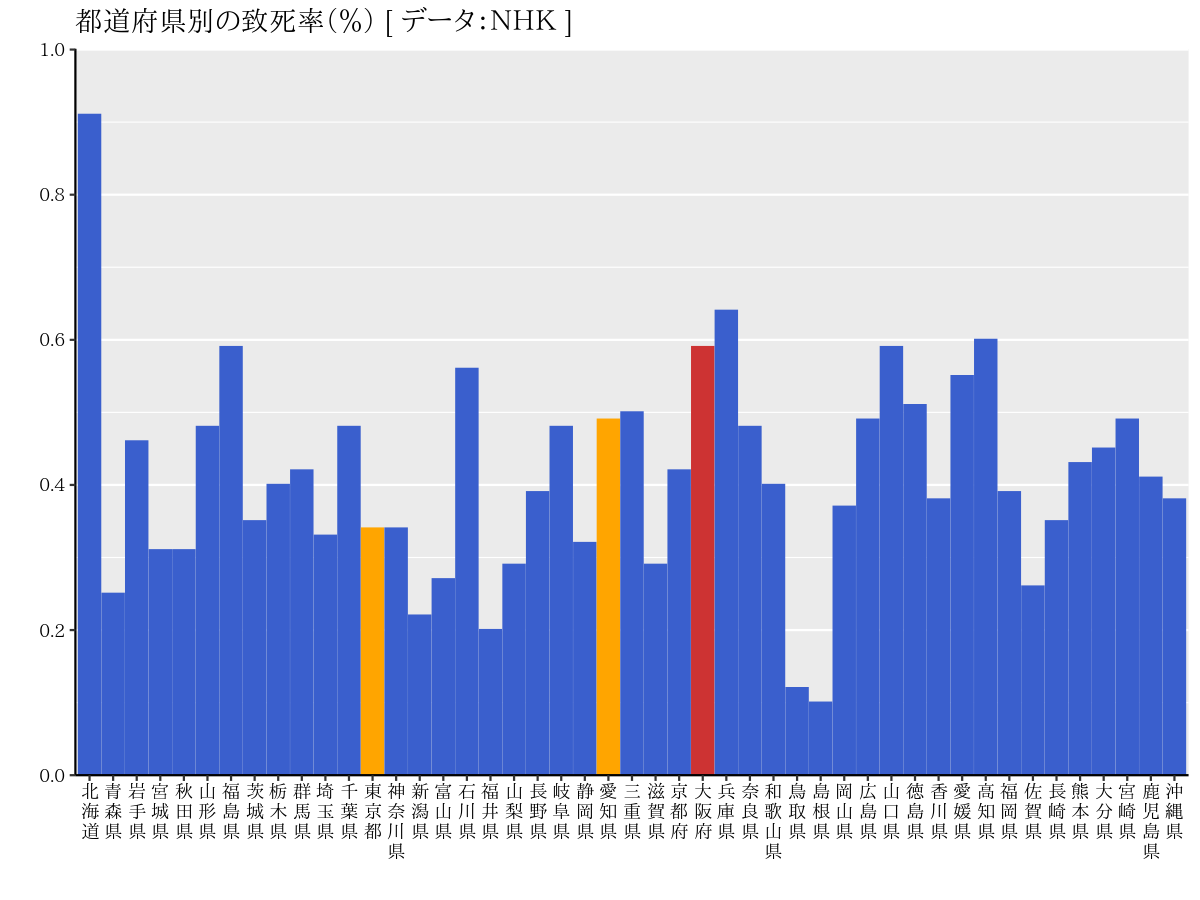 都道府県別の致死率(%) [ データ:NHK ]
1.0
0.8
0.6
0.4
0.2
0.0
北海道
青森県
岩手県
宮城県
秋田県
山形県
福島県
茨城県
栃木県
群馬県
埼玉県
千葉県
東京都
神奈川県
新潟県
富山県
石川県
福井県
山梨県
長野県
岐阜県
静岡県
愛知県
三重県
滋賀県
京都府
大阪府
兵庫県
奈良県
和歌山県
鳥取県
島根県
岡山県
広島県
山口県
徳島県
香川県
愛媛県
高知県
福岡県
佐賀県
長崎県
熊本県
大分県
宮崎県
鹿児島県
沖縄県